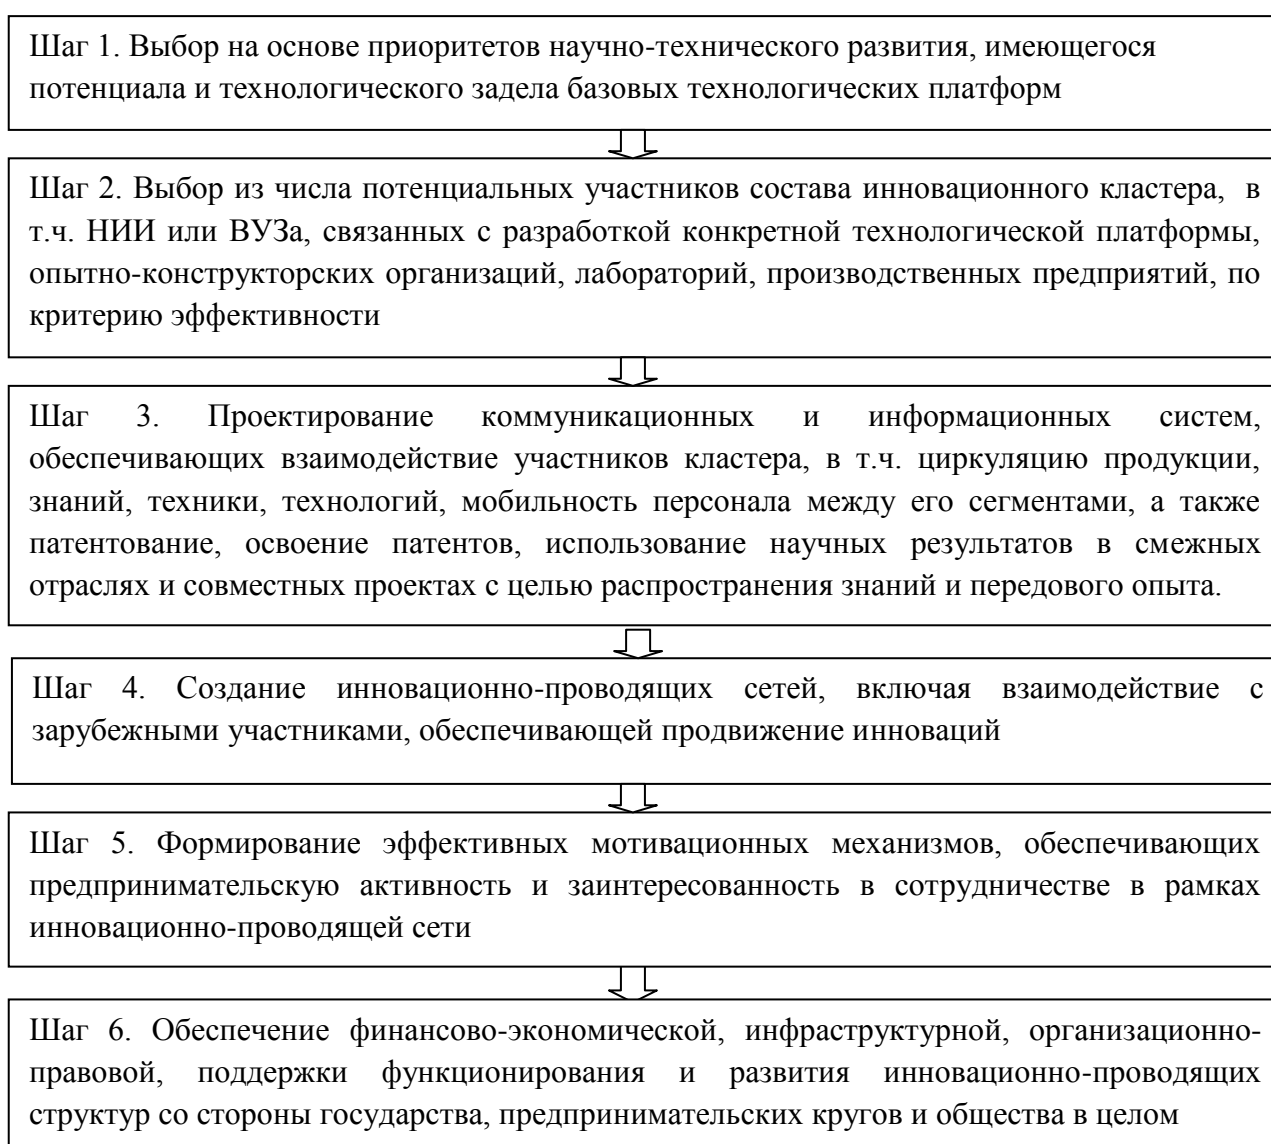 Шаг 1. Выбор на основе приоритетов научно-технического развития, имеющегося
потенциала и технологического задела базовых технологических платформ
Шаг 2. Выбор из числа потенциальных участников состава инновационного кластера, в
т.ч. НИИ или ВУЗа, связанных с разработкой конкретной технологической платформы,
опытно-конструкторских организаций, лабораторий, производственных предприятий, по
критерию эффективности
Шаг 3. Проектирование коммуникационных и информационных систем,
обеспечивающих взаимодействие участников кластера, в т.ч. циркуляцию продукции,
знаний, техники, технологий, мобильность персонала между его сегментами, а также
патентование, освоение патентов, использование научных результатов в смежных
отраслях и совместных проектах с целью распространения знаний и передового опыта.
Шаг 4. Создание инновационно-проводящих сетей, включая взаимодействие с
зарубежными участниками, обеспечивающей продвижение инноваций
Шаг 5. Формирование эффективных мотивационных механизмов, обеспечивающих
предпринимательскую активность и заинтересованность в сотрудничестве в рамках
инновационно-проводящей сети
Шаг 6. Обеспечение финансово-экономической, инфраструктурной, организационно-
правовой, поддержки функционирования и развития инновационно-проводящих
структур со стороны государства, предпринимательских кругов и общества в целом